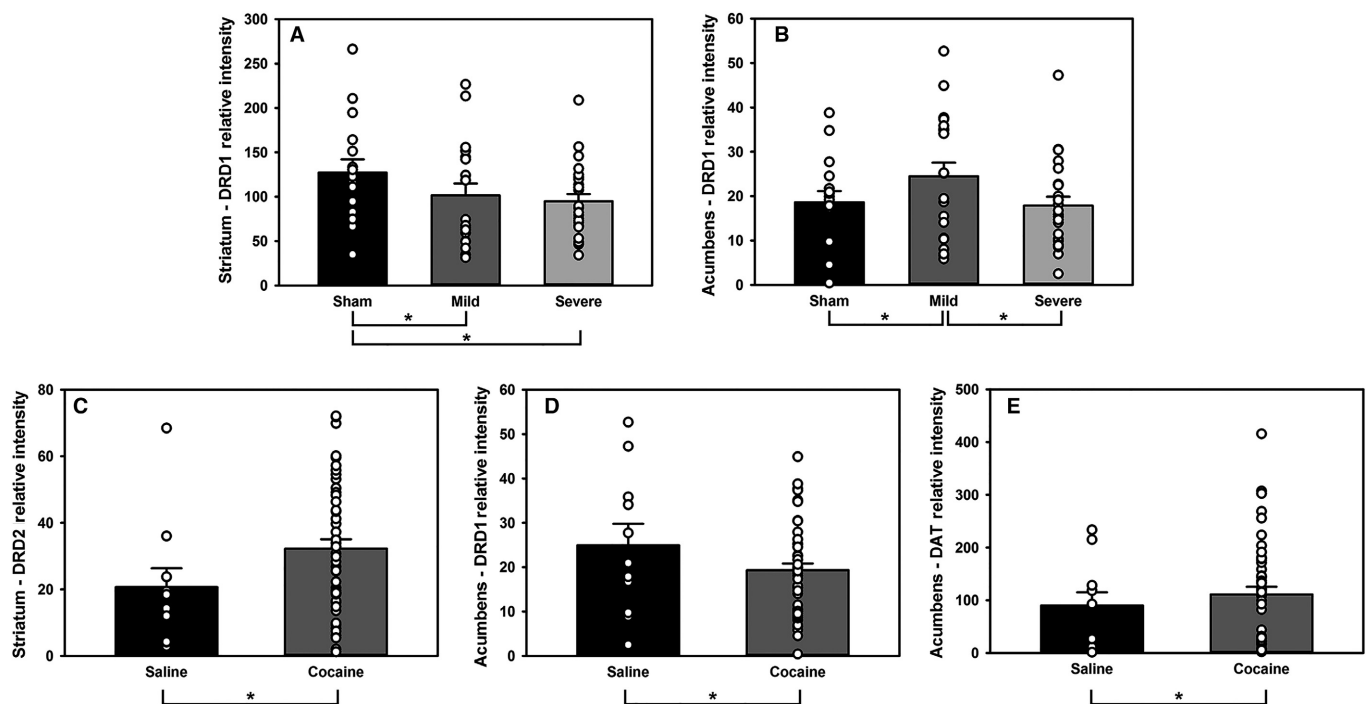 A
Striatum - DRD1 relative intensity
300
250
200
150
100
50
0
Sham Mild Severe
*
*
B
Acumbens - DRD1 relative intensity
60
50
40
30
20
10
0
Sham Mild Severe
* *
C
Striatum - DRD2 relative intensity
80
60
40
20
0
Saline Cocaine
*
D
Acumbens - DRD1 relative intensity
60
50
40
30
20
10
0
Saline Cocaine
*
E
Acumbens - DAT relative intensity
500
400
300
200
100
0
Saline Cocaine
*